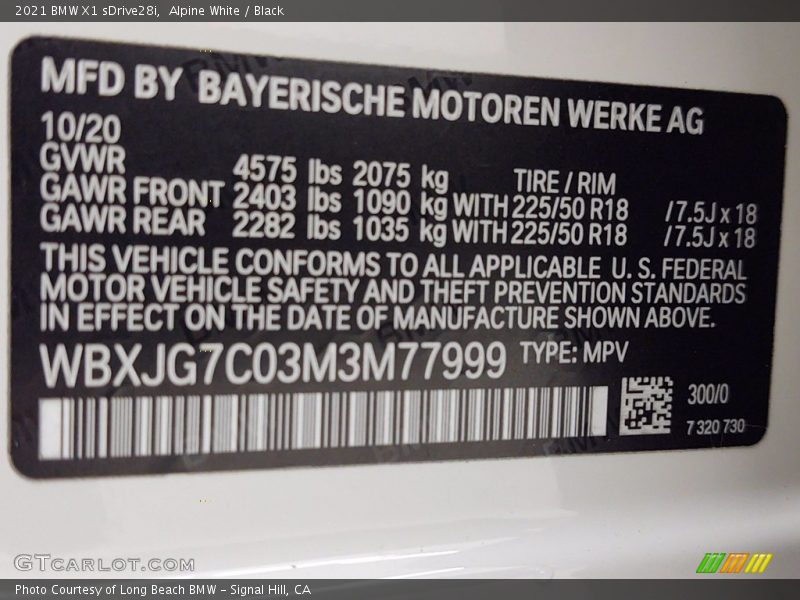 2021 BMW X1 sDrive28i,  Alpine White / Black
MFD BY BAYERISCHE MOTOREN WERKE AG
10/20
GVWR 4575 lbs 2075 kg TIRE / RIM
GAWR FRONT 2403 lbs 1090 kg WITH 225/50 R18 /7.5J x 18
GAWR REAR 2282 lbs 1035 kg WITH 225/50 R18 /7.5J x 18
THIS VEHICLE CONFORMS TO ALL APPLICABLE U. S. FEDERAL
MOTOR VEHICLE SAFETY AND THEFT PREVENTION STANDARDS
IN EFFECT ON THE DATE OF MANUFACTURE SHOWN ABOVE.
WBXJG7C03M3M77999 TYPE: MPV
300/0
7 320 730
GTCARLOT.COM
Photo Courtesy of Long Beach BMW - Signal Hill, CA